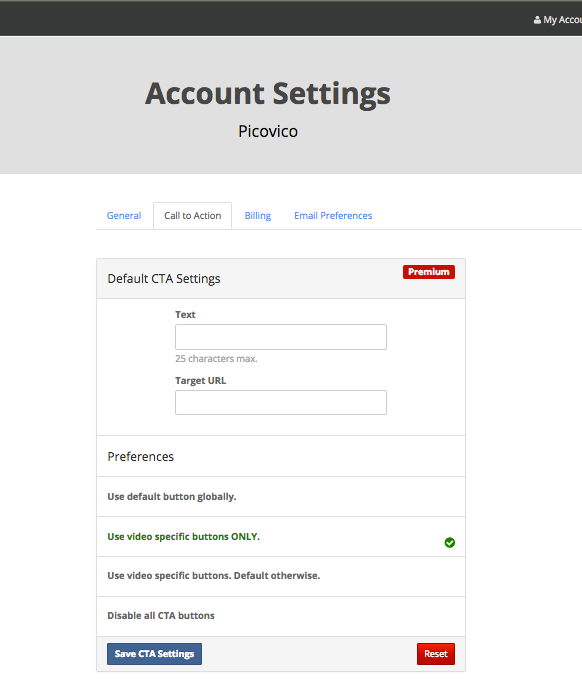 My Accou
Account Settings
Picovico
General Call to Action Billing Email Preferences
Default CTA Settings Premium
Text
25 characters max.
Target URL
Preferences
Use default button globally.
Use video specific buttons ONLY.
Use video specific buttons. Default otherwise.
Disable all CTA buttons
Save CTA Settings Reset